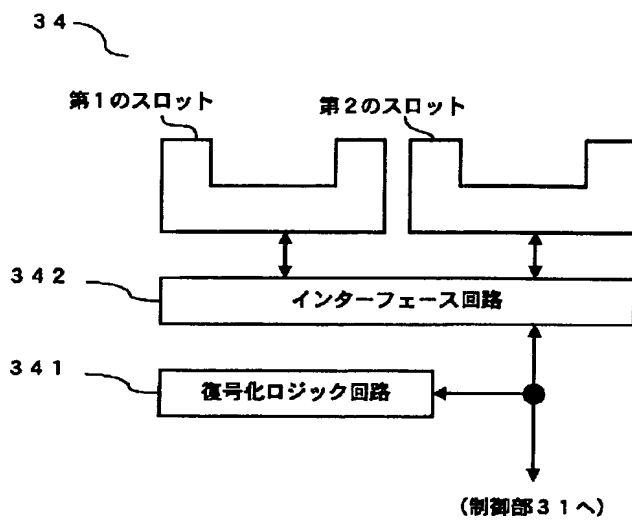 ３４
第１のスロット
第２のスロット
３４２
インターフェース回路
３４１
復号化ロジック回路
（制御部３１へ）